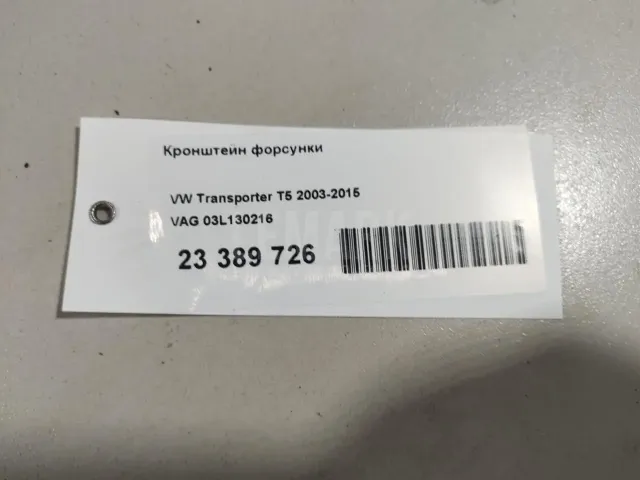 Кронштейн форсунки
VW Transporter T5 2003-2015
VAG 03L130216
23 389 726